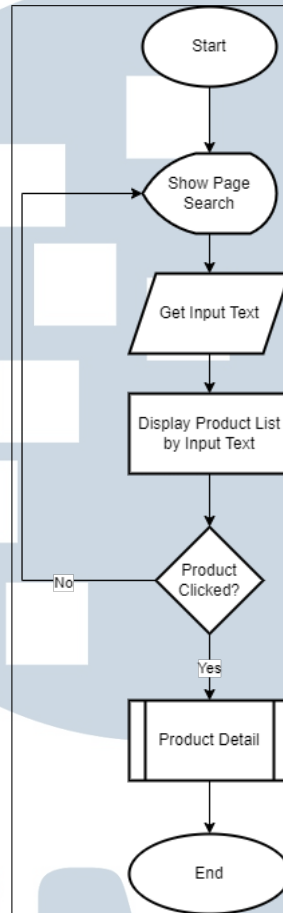 Start
Show Page
Search
Get Input Text
Display Product List
by Input Text
Product
Clicked?
No
Yes
Product Detail
End